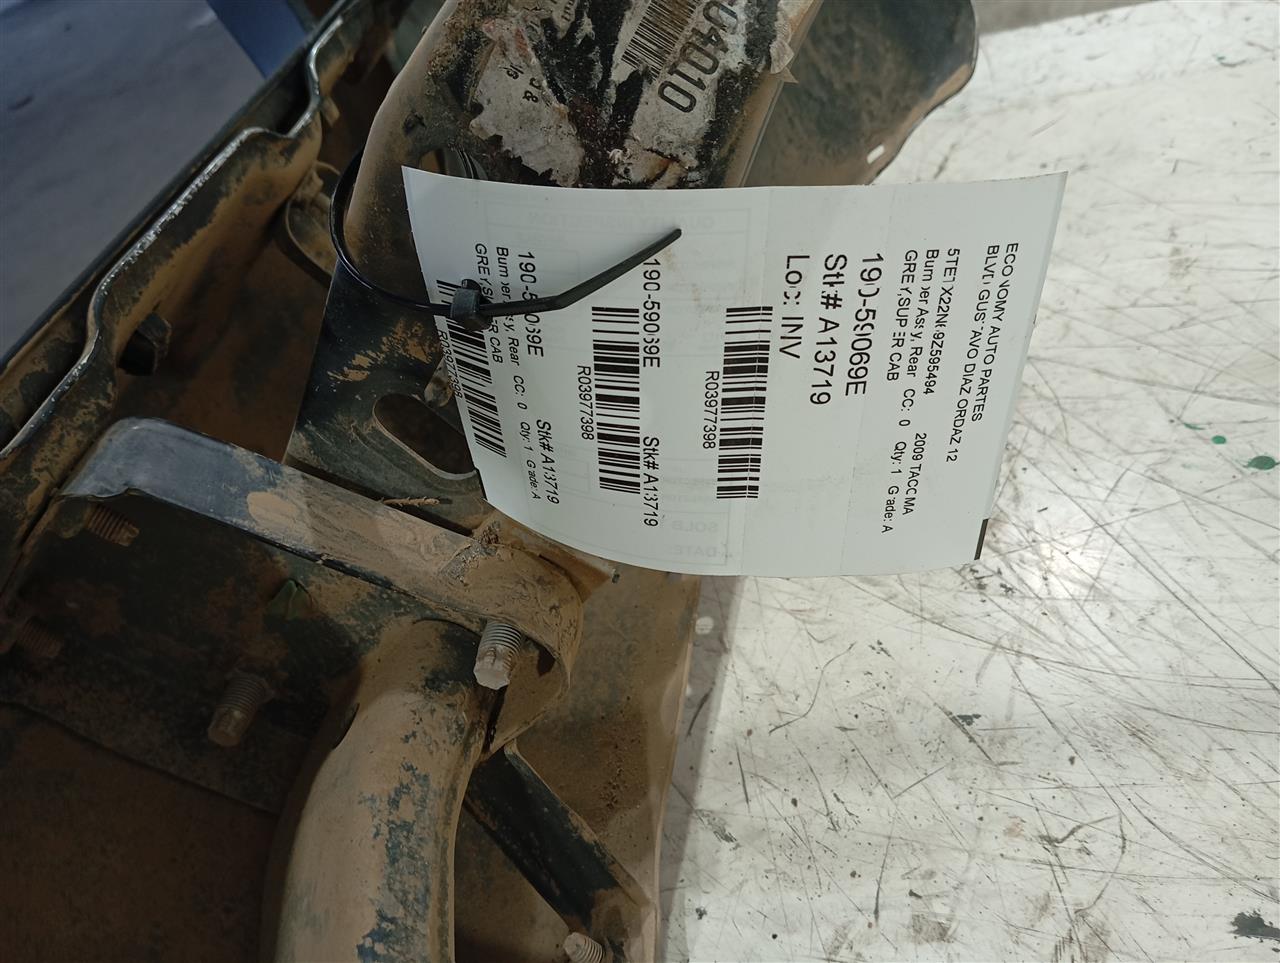 04010
ECONOMY AUTO PARTES
BLVD GUSTAVO DIAZ ORDAZ 12
5TETX22N69Z595494 2009 TACOMA
Bumper Assy, Rear CC: 0 Qty: 1 Grade: A
GREY,SUPER CAB
190-59069E
Stk# A13719
Loc: INV
R03977398
190-59069E Stk# A13719
R03977398
190-59069E Stk# A13719
Bumper Assy, Rear CC: 0 Qty: 1 Grade: A
GREY,SUPER CAB
R03977398